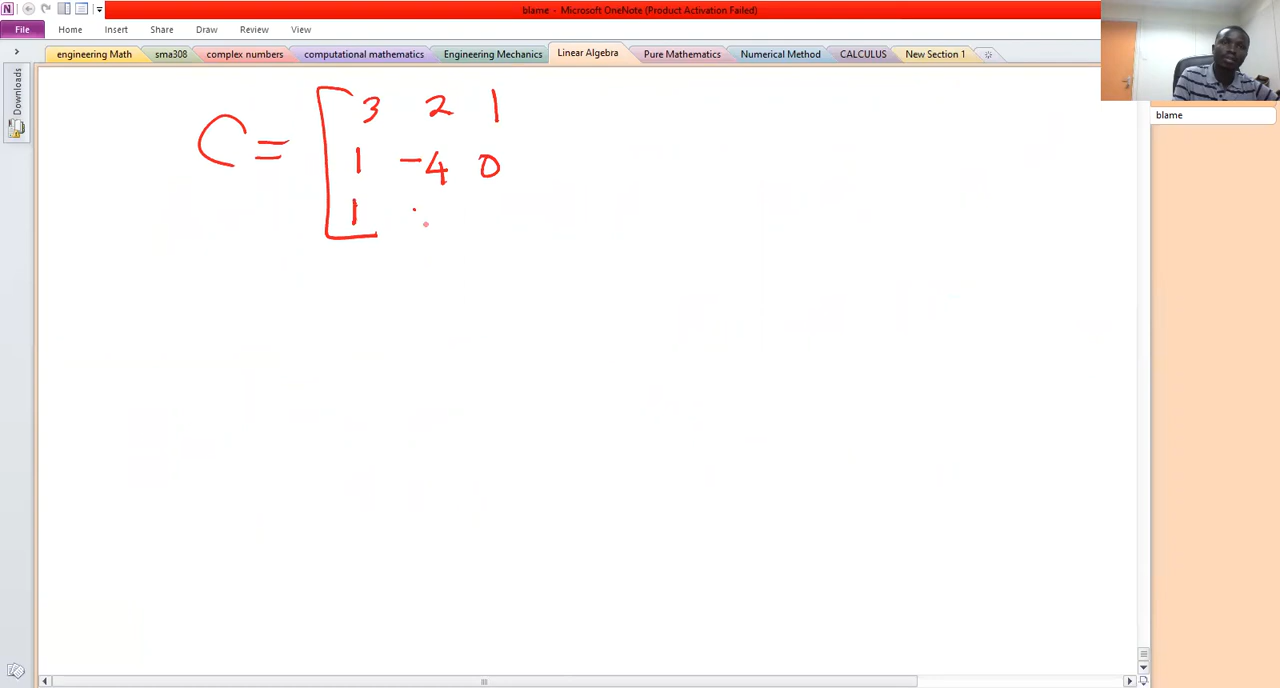 blame - Microsoft OneNote (Product Activation Failed)
File Home Insert Share Draw Review View
engineering Math sma308 complex numbers computational mathematics Engineering Mechanics Linear Algebra Pure Mathematics Numerical Method CALCULUS New Section 1
Downloads
blame
3 2 1
C = 1 -4 0
1